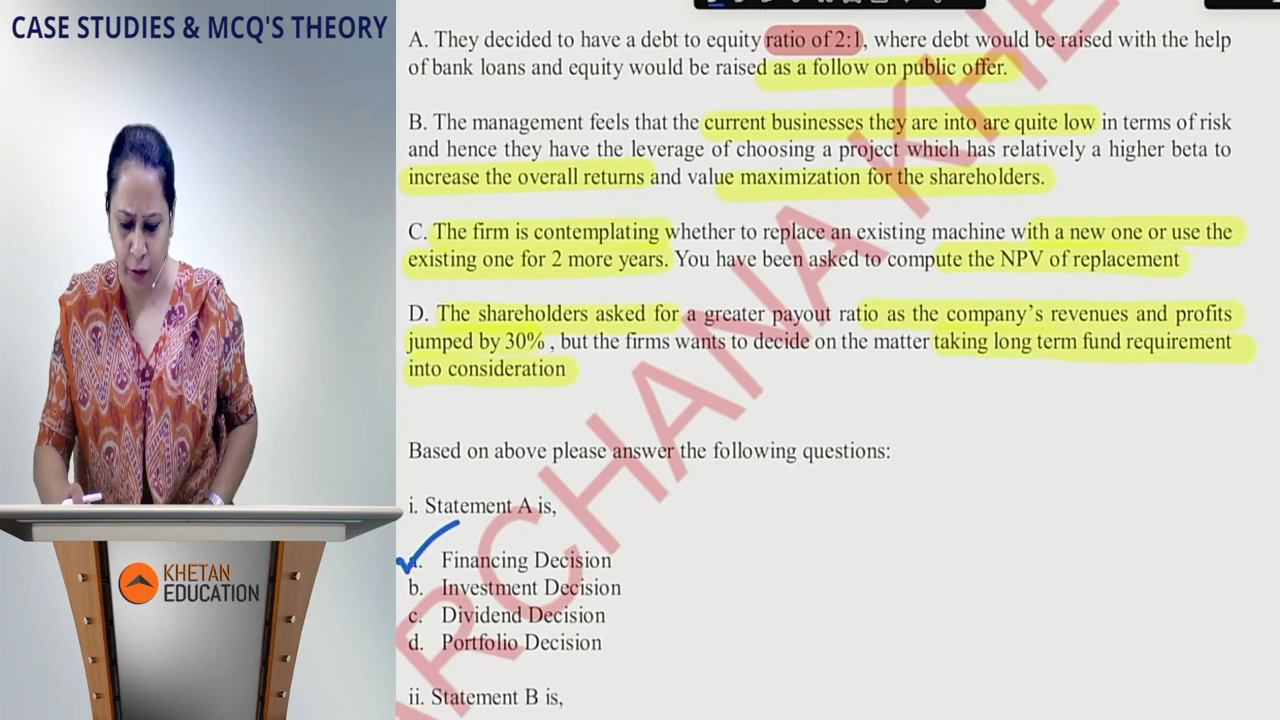 CASE STUDIES & MCQ'S THEORY
A. They decided to have a debt to equity ratio of 2:1, where debt would be raised with the help
of bank loans and equity would be raised as a follow on public offer.
B. The management feels that the current businesses they are into are quite low in terms of risk
and hence they have the leverage of choosing a project which has relatively a higher beta to
increase the overall returns and value maximization for the shareholders.
C. The firm is contemplating whether to replace an existing machine with a new one or use the
existing one for 2 more years. You have been asked to compute the NPV of replacement
D. The shareholders asked for a greater payout ratio as the company's revenues and profits
jumped by 30% , but the firms wants to decide on the matter taking long term fund requirement
into consideration
Based on above please answer the following questions:
i. Statement A is,
a. Financing Decision
b. Investment Decision
c. Dividend Decision
d. Portfolio Decision
ii. Statement B is,
KHETAN
EDUCATION
ARCHANA KHE